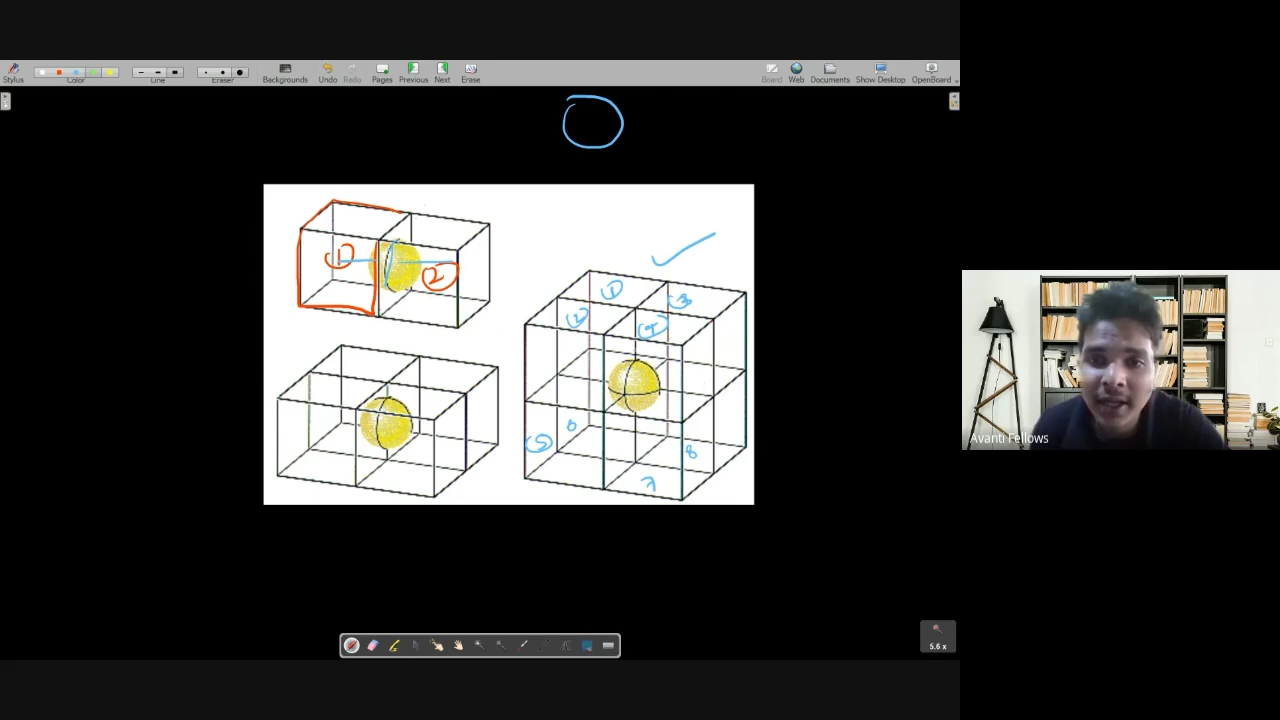 Stylus Color Line Eraser Backgrounds Undo Redo Pages Previous Next Erase Board Web Documents Show Desktop OpenBoard
1 2
1 3
2 4
5 6 8
7
Avanti Fellows
5.6 x